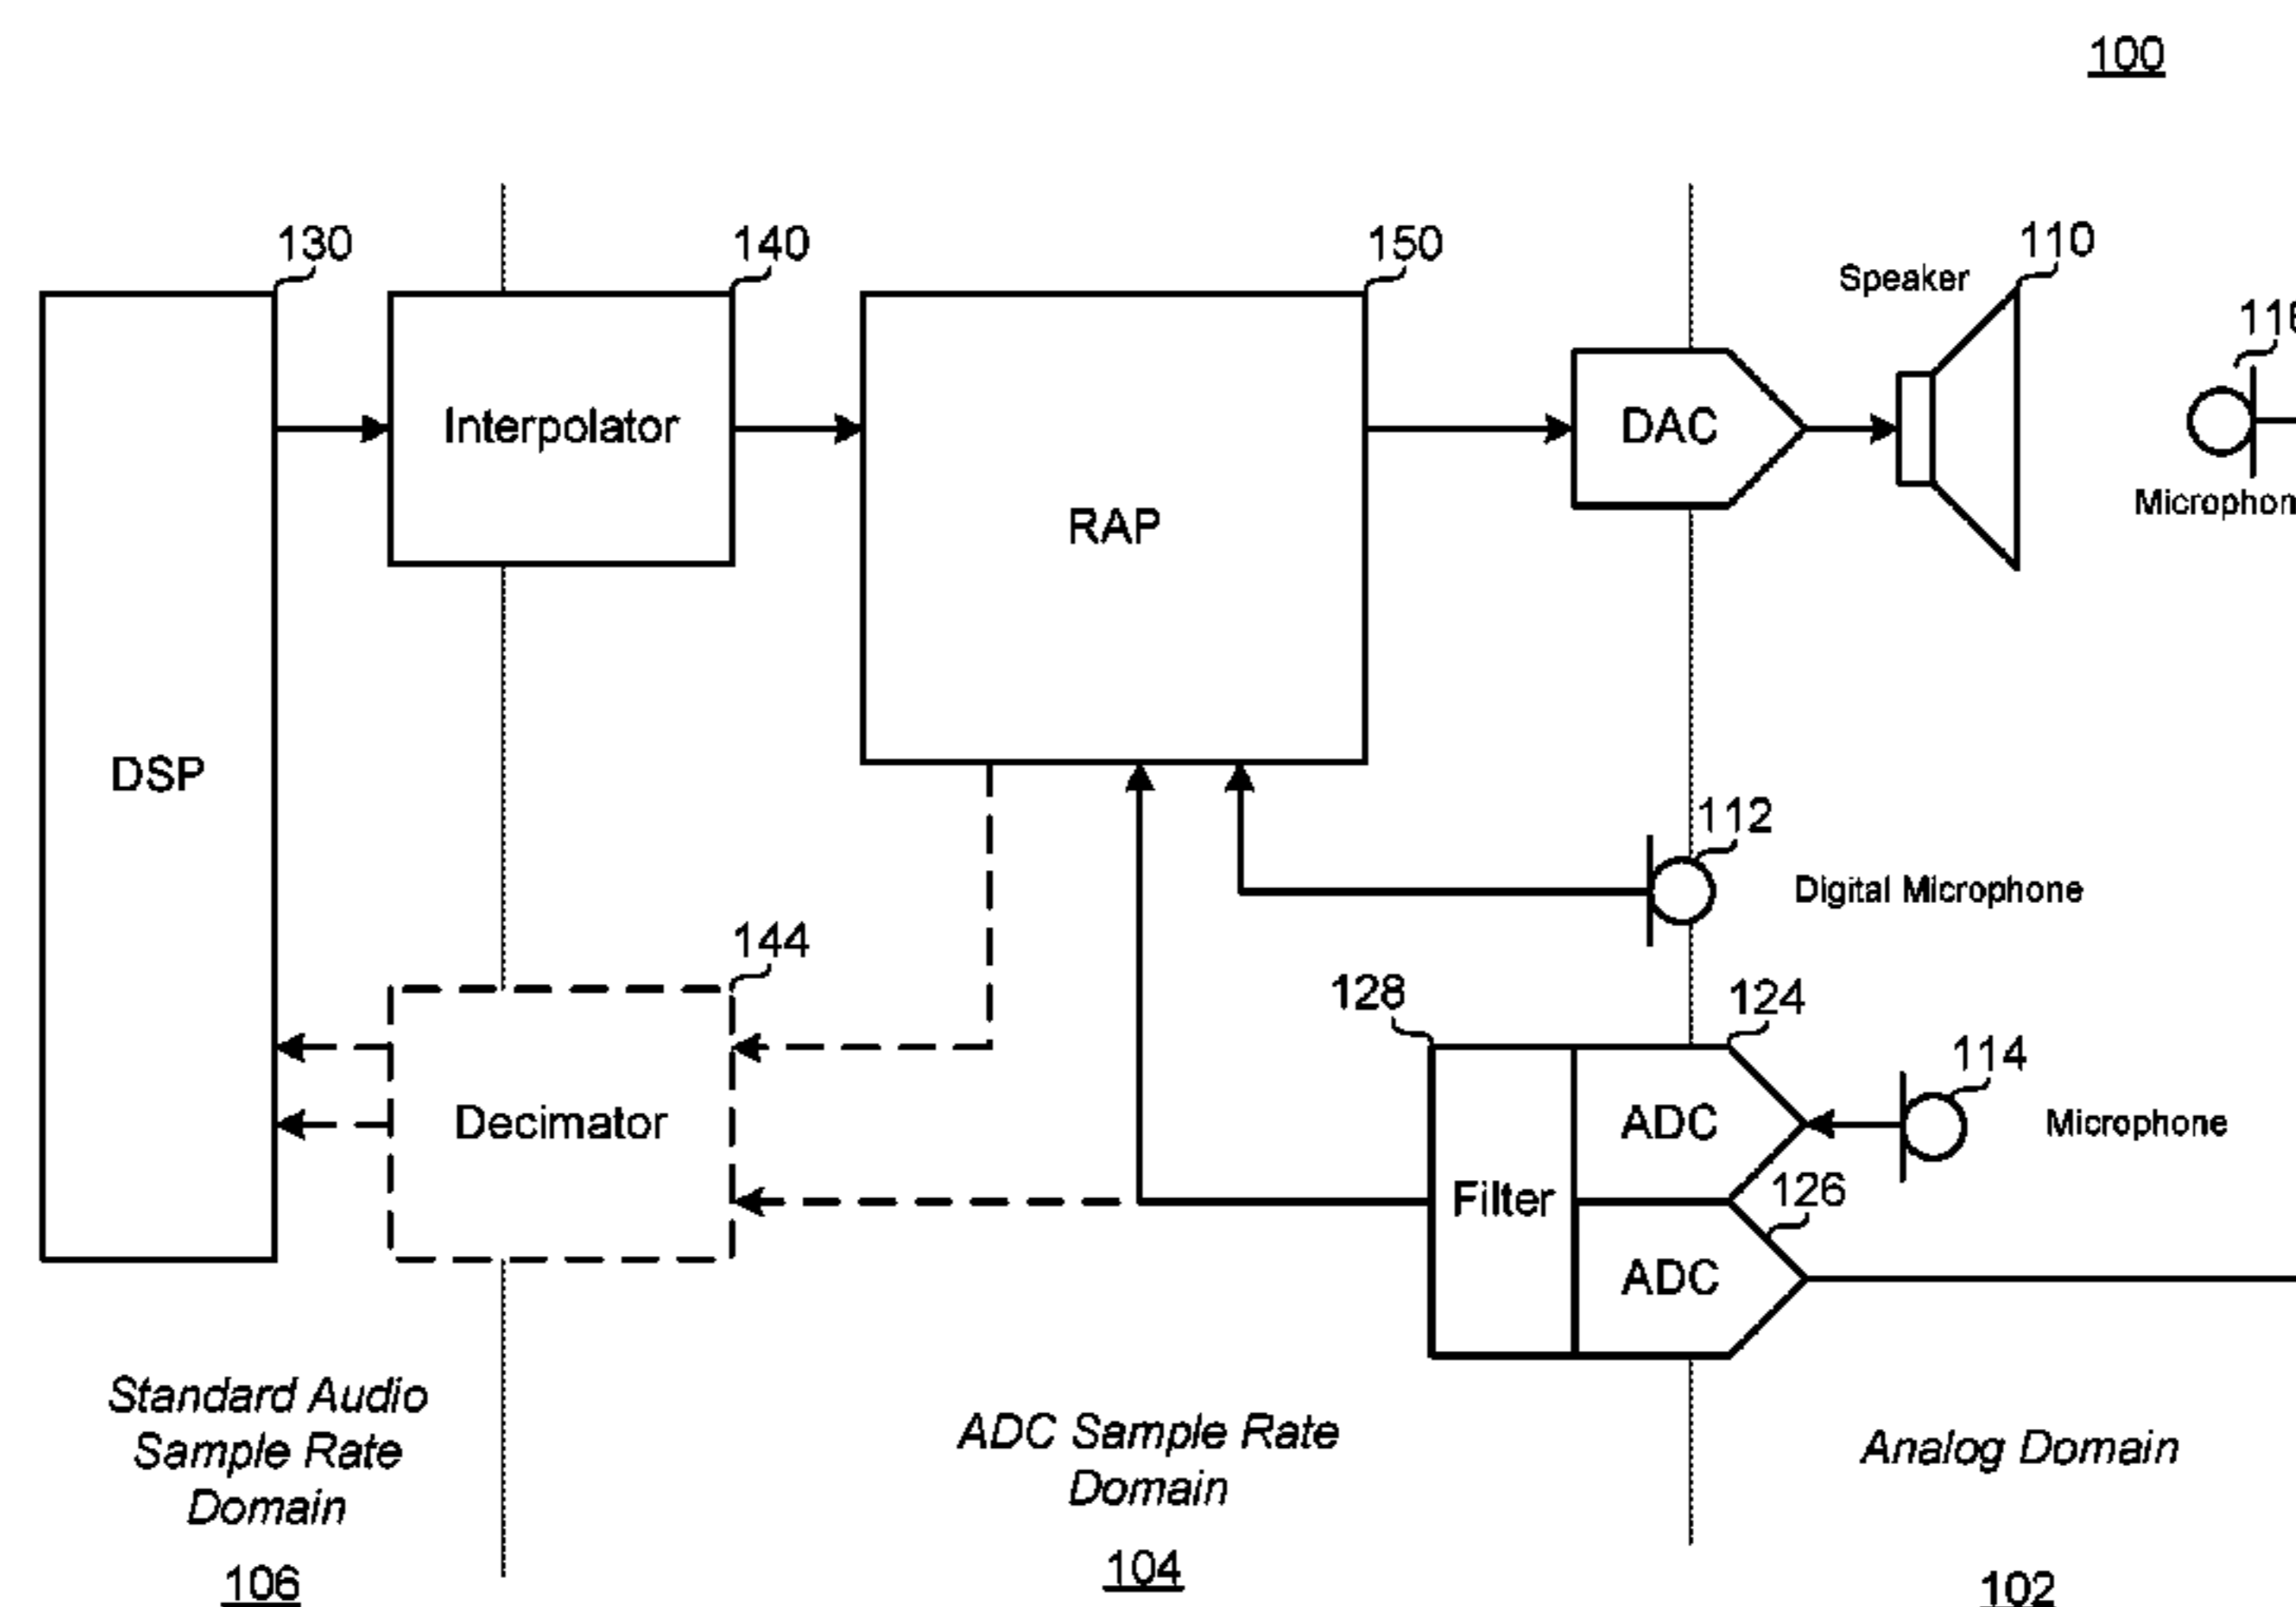 100
130
140
150
110
Speaker
Interpolator
DAC
RAP
DSP
112
Digital Microphone
144
128
124
114
Decimator
ADC
Microphone
Filter
126
ADC
Standard Audio
Sample Rate
Domain
106
ADC Sample Rate
Domain
104
Analog Domain
102